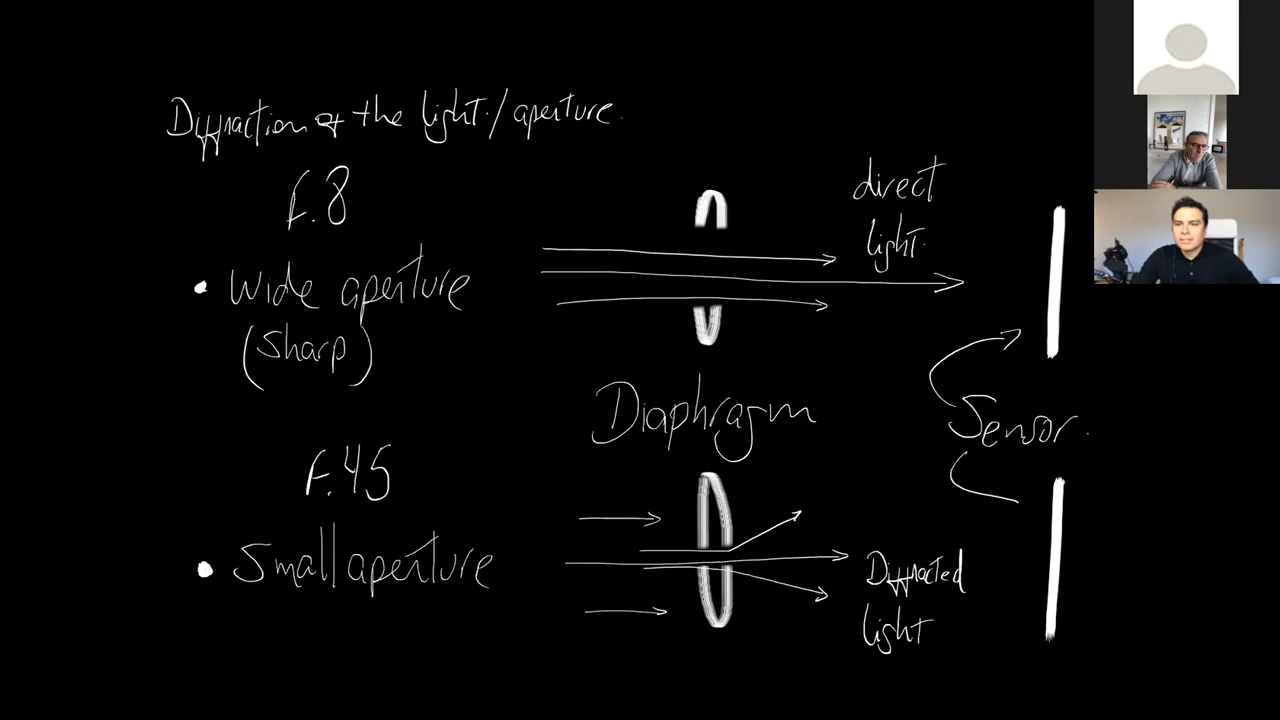 Diffraction of the light./aperture.
f.8
direct
light.
• Wide aperture
(Sharp)
Diaphragm
Sensor.
f.45
• Small aperture
Diffracted
light